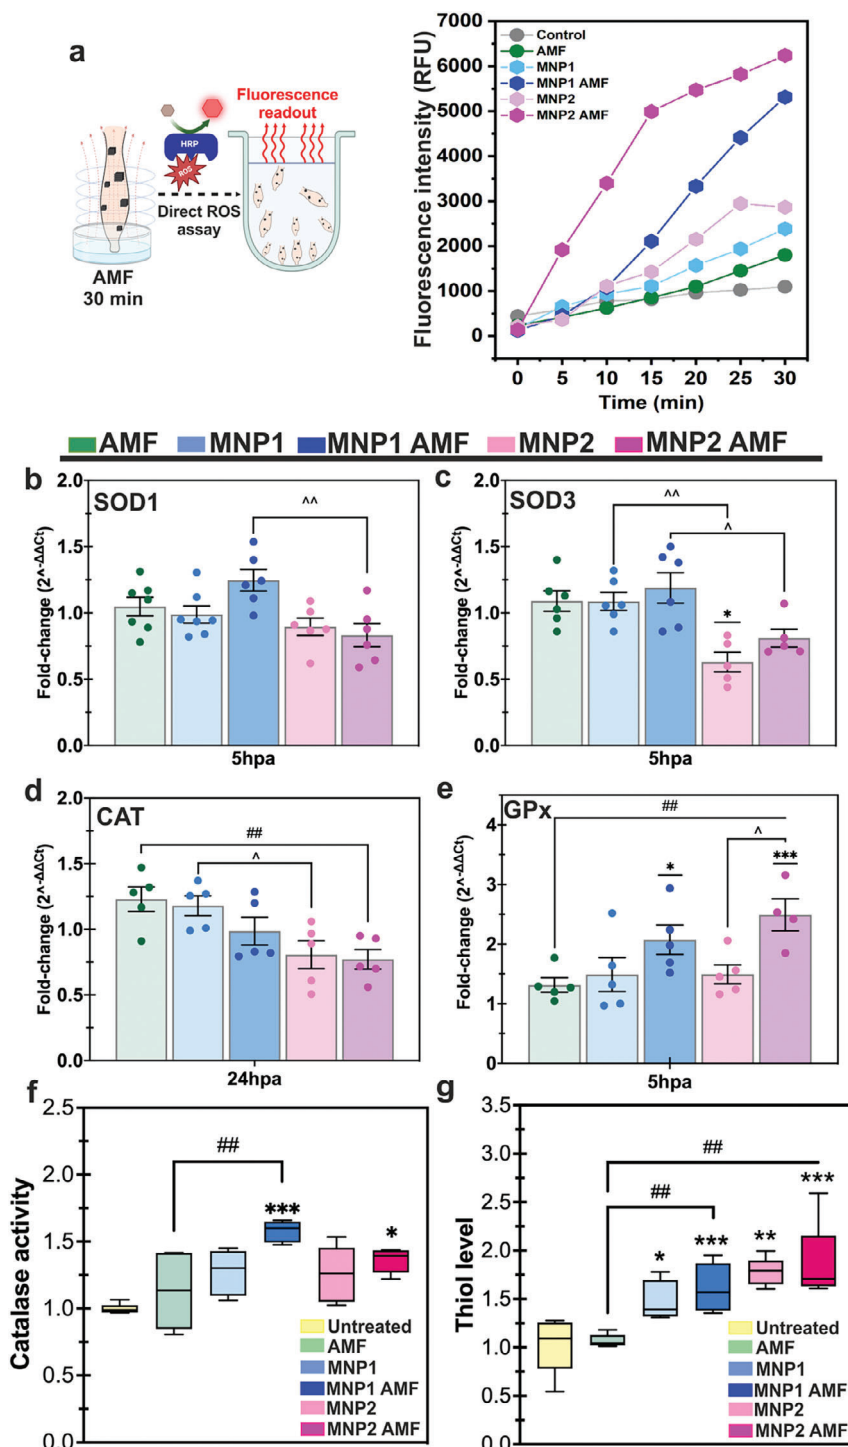 a
Fluorescence
readout
HRP
ROS
Direct ROS
assay
AMF
30 min
Fluorescence intensity (RFU)
7000
6000
5000
4000
3000
2000
1000
0
Control
AMF
MNP1
MNP1 AMF
MNP2
MNP2 AMF
0 5 10 15 20 25 30
Time (min)
AMF MNP1 MNP1 AMF MNP2 MNP2 AMF
b
SOD1
Fold-change (2^-ΔΔCt)
2.0
1.5
1.0
0.5
0.0
^^
5hpa
c
SOD3
Fold-change (2^-ΔΔCt)
2.0
1.5
1.0
0.5
0.0
^^
^
*
5hpa
d
CAT
Fold-change (2^-ΔΔCt)
2.0
1.5
1.0
0.5
0.0
##
^
24hpa
e
GPx
Fold-change (2^-ΔΔCt)
4
3
2
1
0
##
^
*
***
5hpa
f
Catalase activity
2.5
2.0
1.5
1.0
0.5
0.0
##
***
*
Untreated
AMF
MNP1
MNP1 AMF
MNP2
MNP2 AMF
g
Thiol level
3.5
3.0
2.5
2.0
1.5
1.0
0.5
0.0
##
##
*
***
**
***
Untreated
AMF
MNP1
MNP1 AMF
MNP2
MNP2 AMF